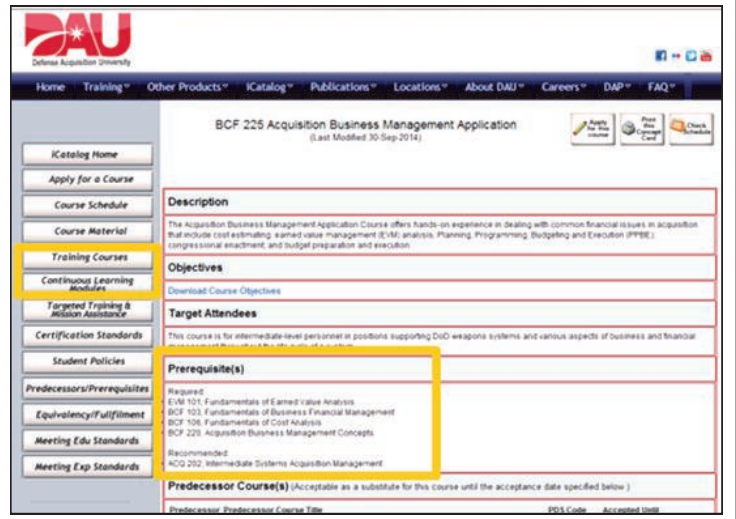 DAU
Defense Acquisition University
Home Training Other Products iCatalog Publications Locations About DAU Careers DAP FAQ
BCF 225 Acquisition Business Management Application
(Last Modified 30-Sep-2014)
Apply for this course
Print this Concept Card
Check Schedule
iCatalog Home
Apply for a Course
Course Schedule
Course Material
Training Courses
Continuous Learning Modules
Targeted Training & Mission Assistance
Certification Standards
Student Policies
Predecessors/Prerequisites
Equivalency/Fullfilment
Meeting Edu Standards
Meeting Exp Standards
Description
The Acquisition Business Management Application Course offers hands-on experience in dealing with common financial issues in acquisition
that include cost estimating, earned value management (EVM) analysis, Planning, Programming, Budgeting and Execution (PPBE);
congressional enactment; and budget preparation and execution.
Objectives
Download Course Objectives
Target Attendees
This course is for intermediate-level personnel in positions supporting DoD weapons systems and various aspects of business and financial
Prerequisite(s)
Required:
EVM 101, Fundamentals of Earned Value Analysis
BCF 103, Fundamentals of Business Financial Management
BCF 106, Fundamentals of Cost Analysis
BCF 220, Acquisition Business Management Concepts
Recommended:
ACQ 202, Intermediate Systems Acquisition Management
Predecessor Course(s) (Acceptable as a substitute for this course until the acceptance date specified below.)
Predecessor Predecessor Course Title PDS Code Accepted Until